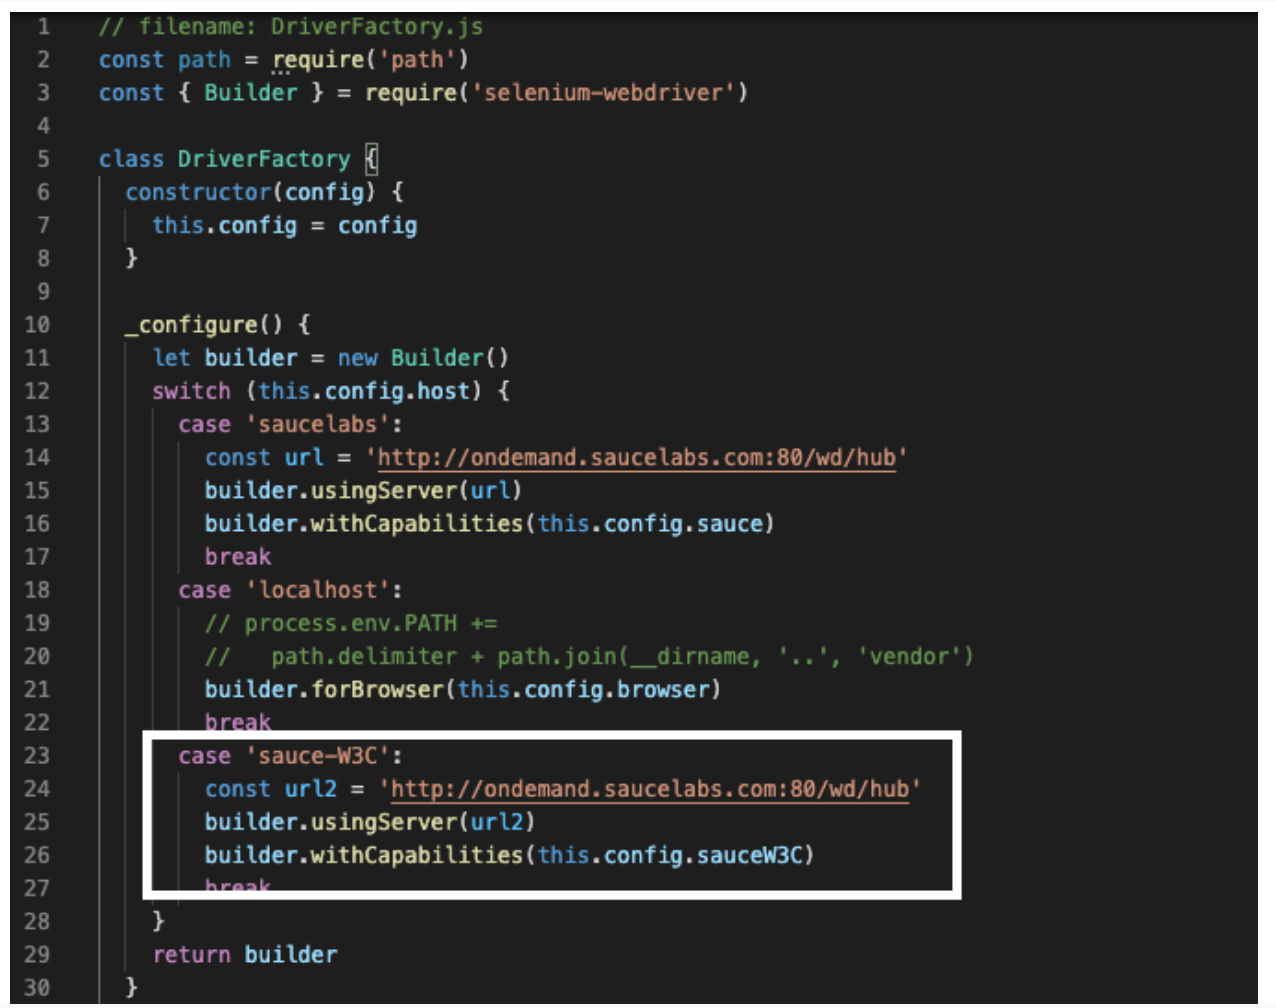 1 // filename: DriverFactory.js
2 const path = require('path')
3 const { Builder } = require('selenium-webdriver')
4
5 class DriverFactory {
6   constructor(config) {
7     this.config = config
8   }
9
10   _configure() {
11     let builder = new Builder()
12     switch (this.config.host) {
13       case 'saucelabs':
14         const url = 'http://ondemand.saucelabs.com:80/wd/hub'
15         builder.usingServer(url)
16         builder.withCapabilities(this.config.sauce)
17         break
18       case 'localhost':
19         // process.env.PATH +=
20         //   path.delimiter + path.join(__dirname, '..', 'vendor')
21         builder.forBrowser(this.config.browser)
22         break
23       case 'sauce-W3C':
24         const url2 = 'http://ondemand.saucelabs.com:80/wd/hub'
25         builder.usingServer(url2)
26         builder.withCapabilities(this.config.sauceW3C)
27         break
28     }
29     return builder
30   }